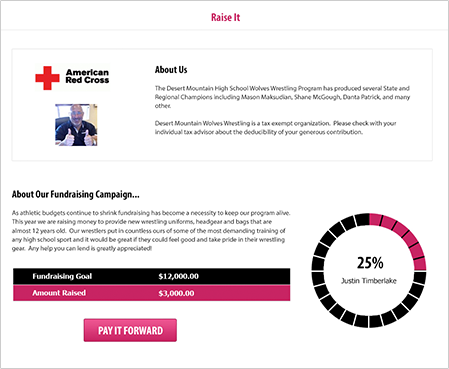 Raise It
American
Red Cross
About Us
The Desert Mountain High School Wolves Wrestling Program has produced several State and
Regional Champions including Mason Maksudian, Shane McGough, Danta Patrick, and many
other.
Desert Mountain Wolves Wrestling is a tax-exempt organization. Please check with your
individual tax advisor about the deducibility of your generous contribution.
About Our Fundraising Campaign...
As athletic budgets continue to shrink fundraising has become a necessity to keep our program alive.
This year we are raising money to provide new wrestling uniforms, headgear and bags that are
almost 12 years old. Our wrestlers put in countless ours of some of the most demanding training of
any high school sport and it would be great if they could feel good and take pride in their wrestling
gear. Any help you can lend is greatly appreciated!
Fundraising Goal $12,000.00
Amount Raised $3,000.00
25%
Justin Timberlake
PAY IT FORWARD